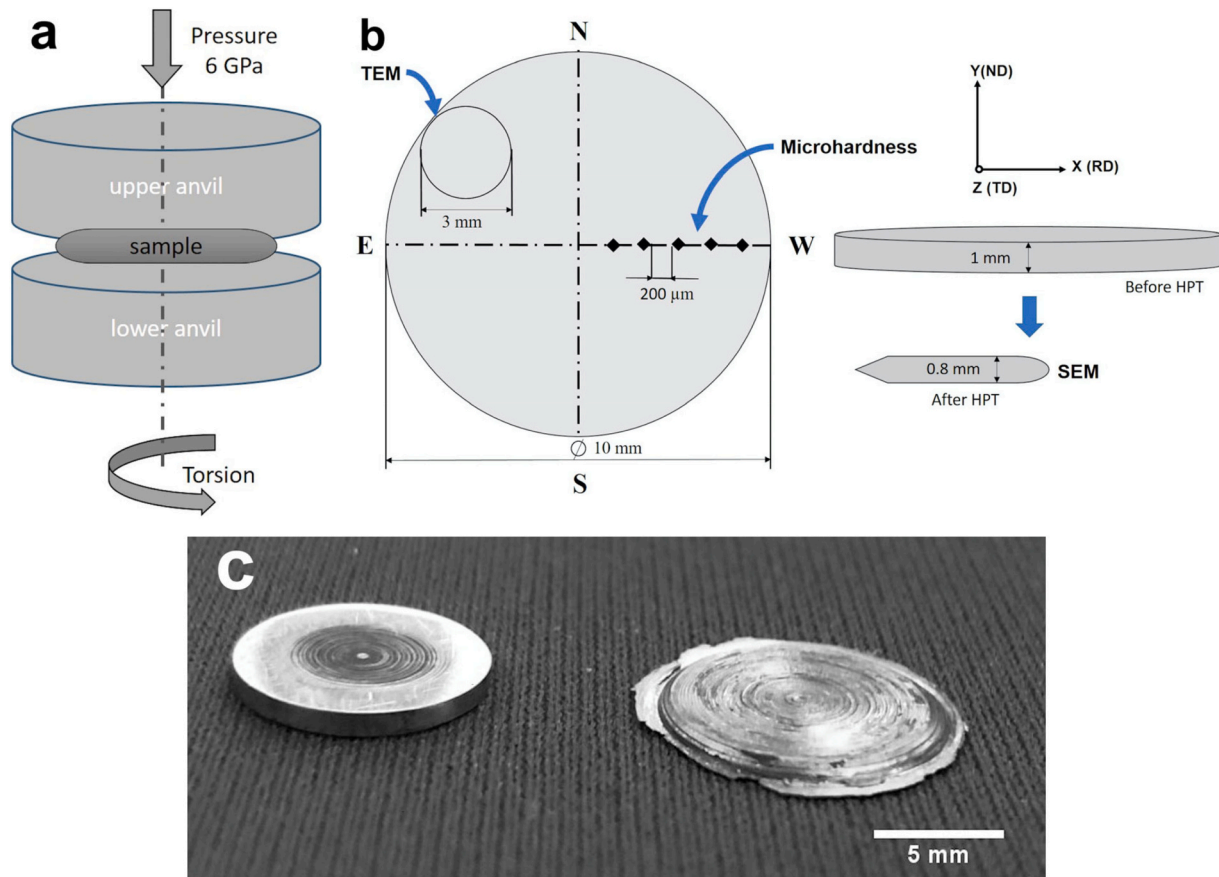 a
Pressure
6 GPa
upper anvil
sample
lower anvil
Torsion
b
N
TEM
Microhardness
3 mm
E
W
200 µm
∅ 10 mm
S
Y(ND)
X (RD)
Z (TD)
1 mm
Before HPT
0.8 mm
SEM
After HPT
c
5 mm